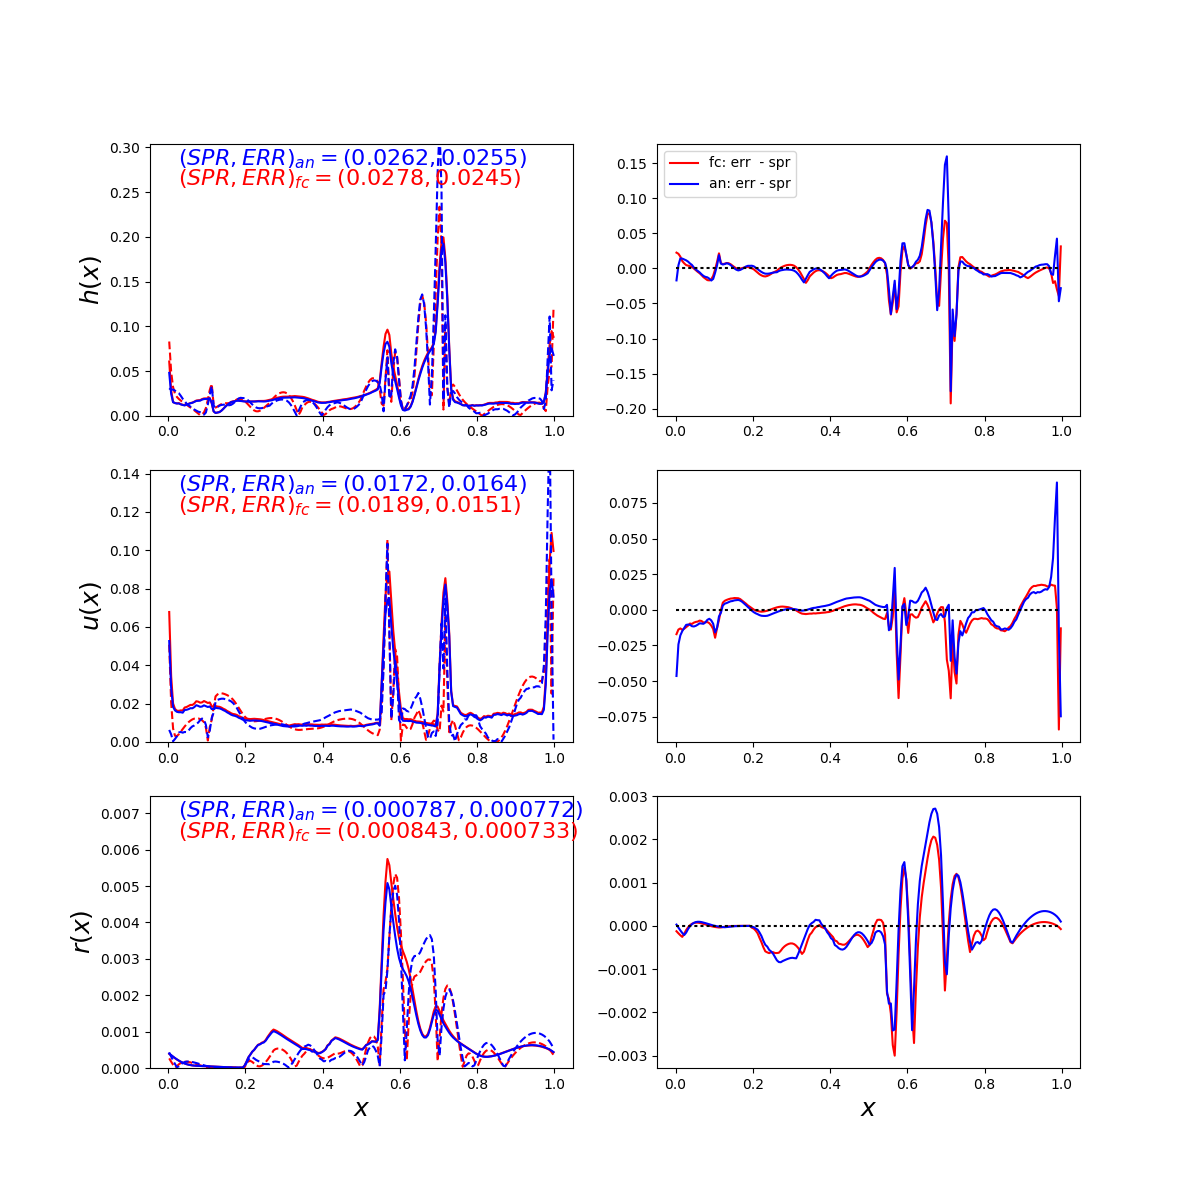 0.30
0.25
0.20
0.15
0.10
0.05
0.00
h(x)
(SPR, ERR)an = (0.0262, 0.0255)
(SPR, ERR)fc = (0.0278, 0.0245)
0.0 0.2 0.4 0.6 0.8 1.0
0.15
0.10
0.05
0.00
−0.05
−0.10
−0.15
−0.20
fc: err - spr
an: err - spr
0.0 0.2 0.4 0.6 0.8 1.0
0.14
0.12
0.10
0.08
0.06
0.04
0.02
0.00
u(x)
(SPR, ERR)an = (0.0172, 0.0164)
(SPR, ERR)fc = (0.0189, 0.0151)
0.0 0.2 0.4 0.6 0.8 1.0
0.075
0.050
0.025
0.000
−0.025
−0.050
−0.075
0.0 0.2 0.4 0.6 0.8 1.0
0.007
0.006
0.005
0.004
0.003
0.002
0.001
0.000
r(x)
(SPR, ERR)an = (0.000787, 0.000772)
(SPR, ERR)fc = (0.000843, 0.000733)
0.0 0.2 0.4 0.6 0.8 1.0
x
0.003
0.002
0.001
0.000
−0.001
−0.002
−0.003
0.0 0.2 0.4 0.6 0.8 1.0
x